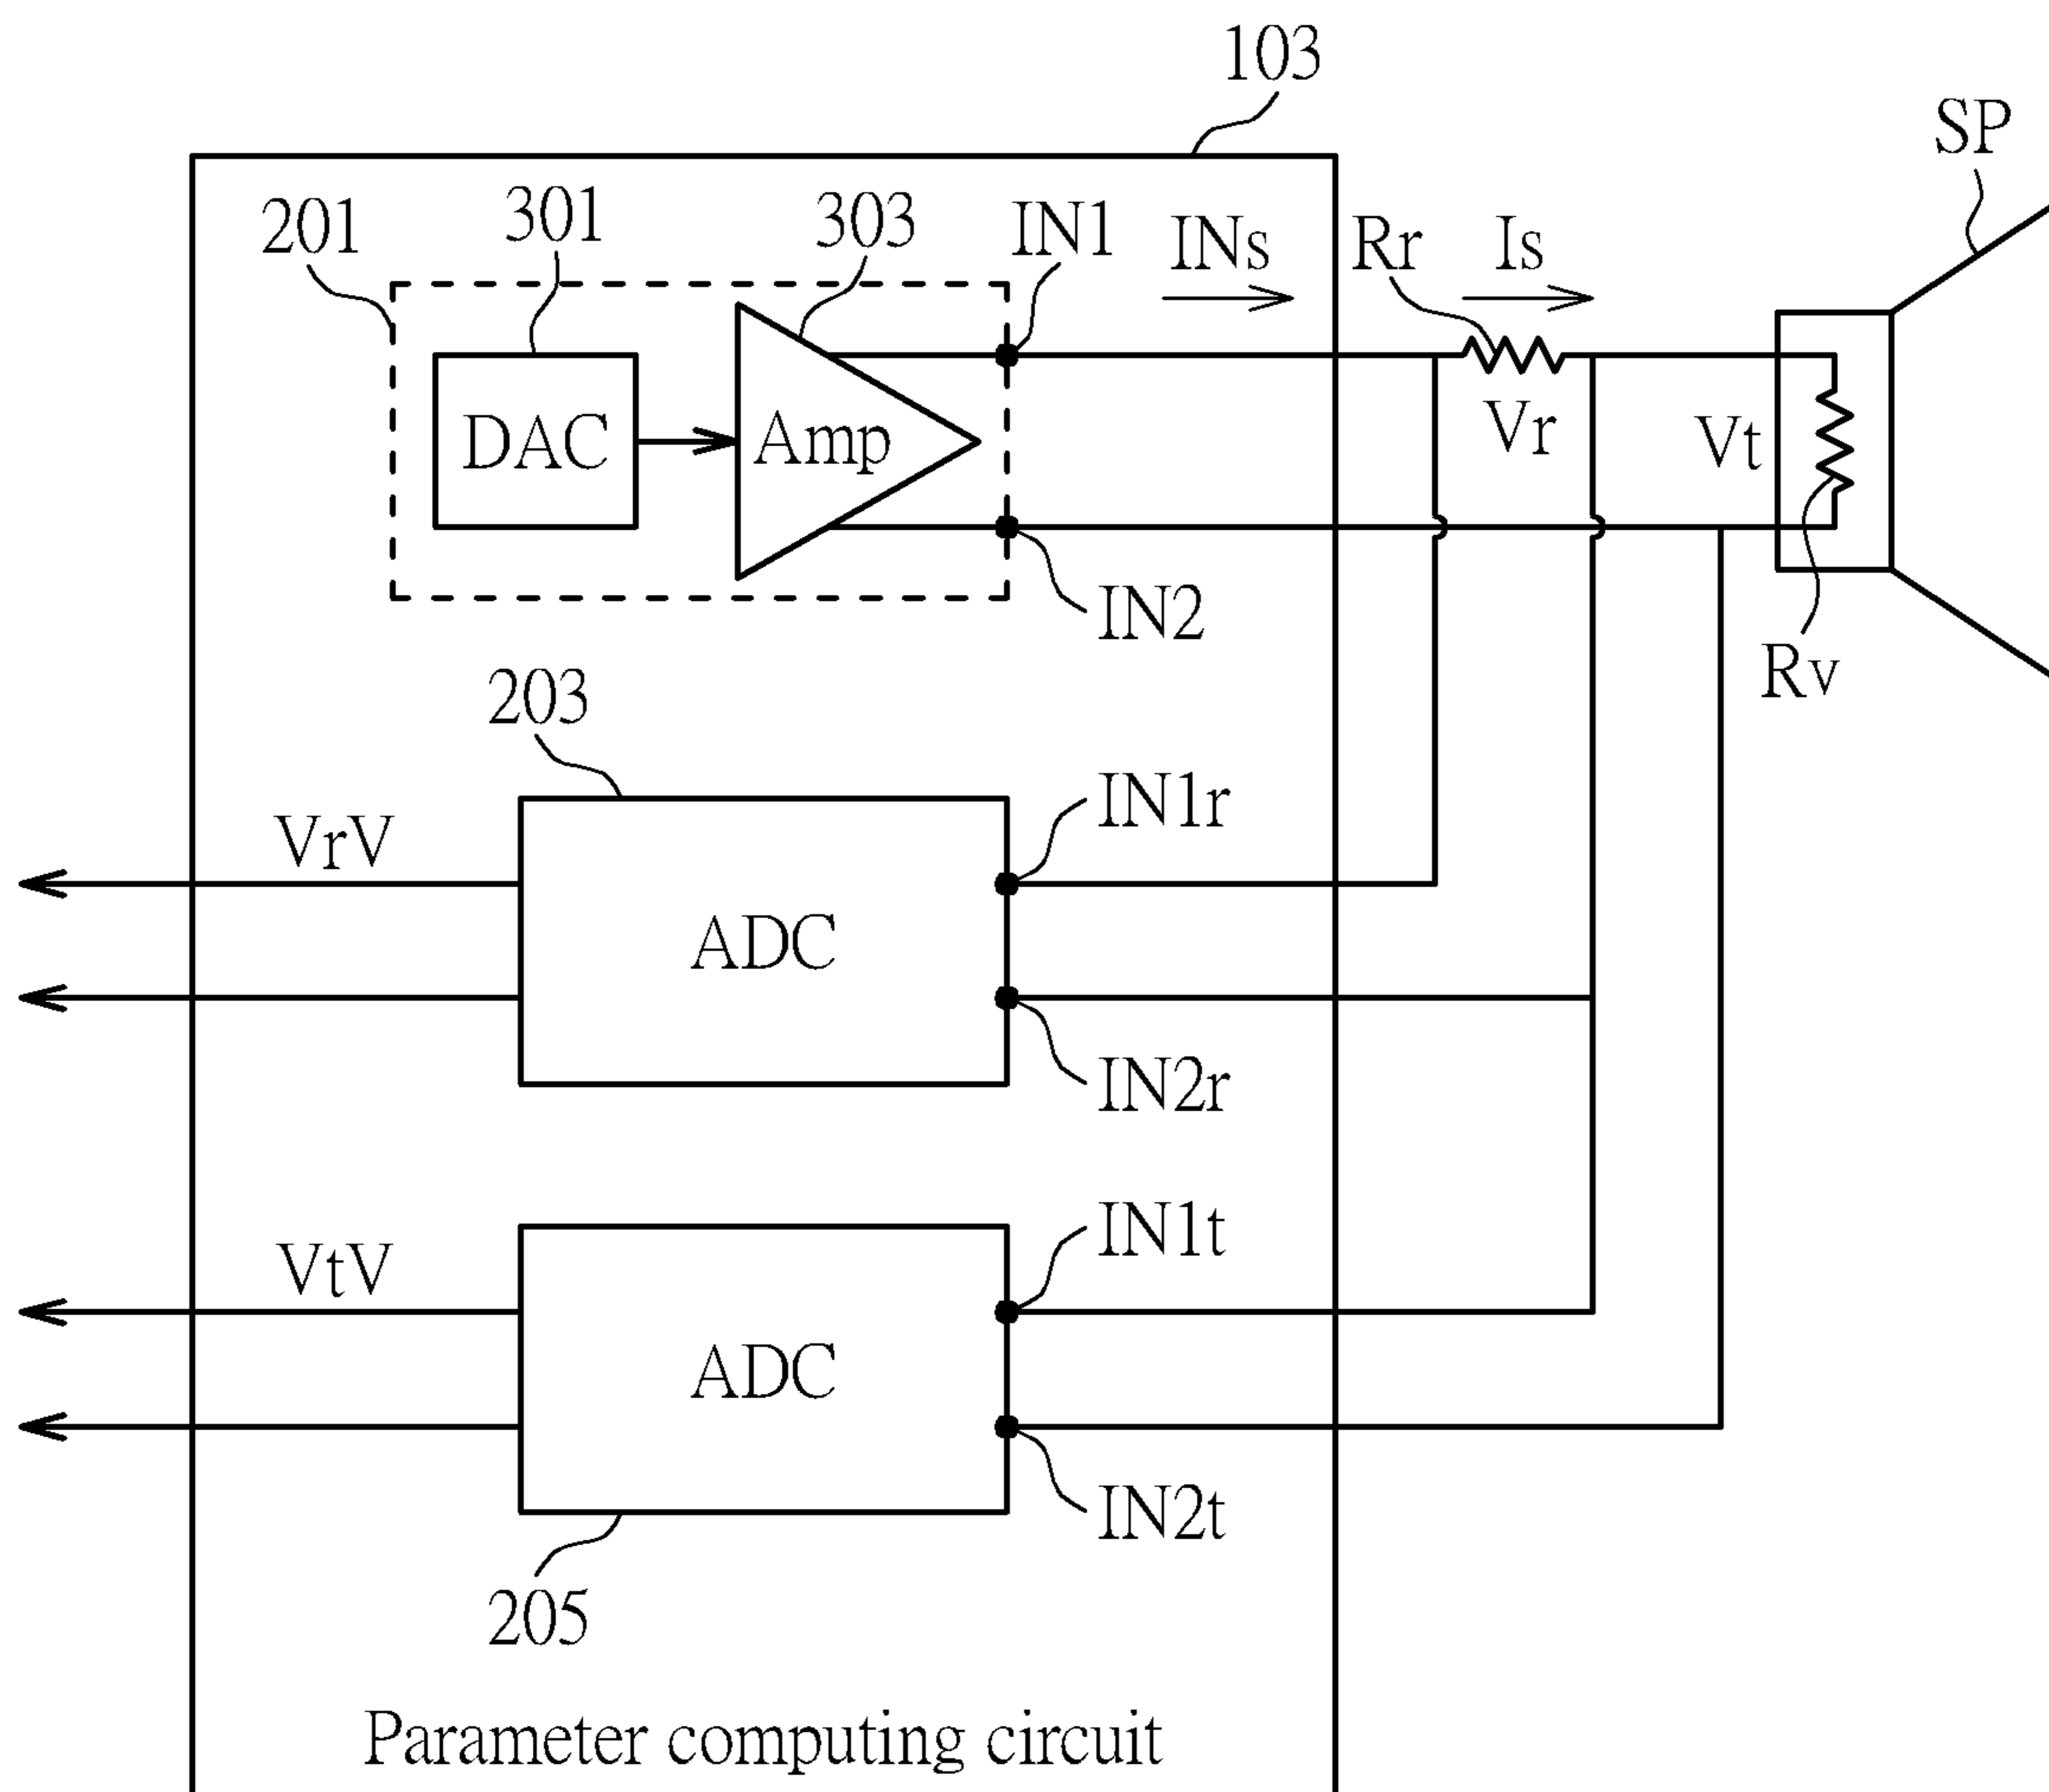 103
SP
201
301
303
IN1
INs
Rr
Is
DAC
Amp
Vr
Vt
IN2
Rv
203
IN1r
VrV
ADC
IN2r
IN1t
VtV
ADC
IN2t
205
Parameter computing circuit